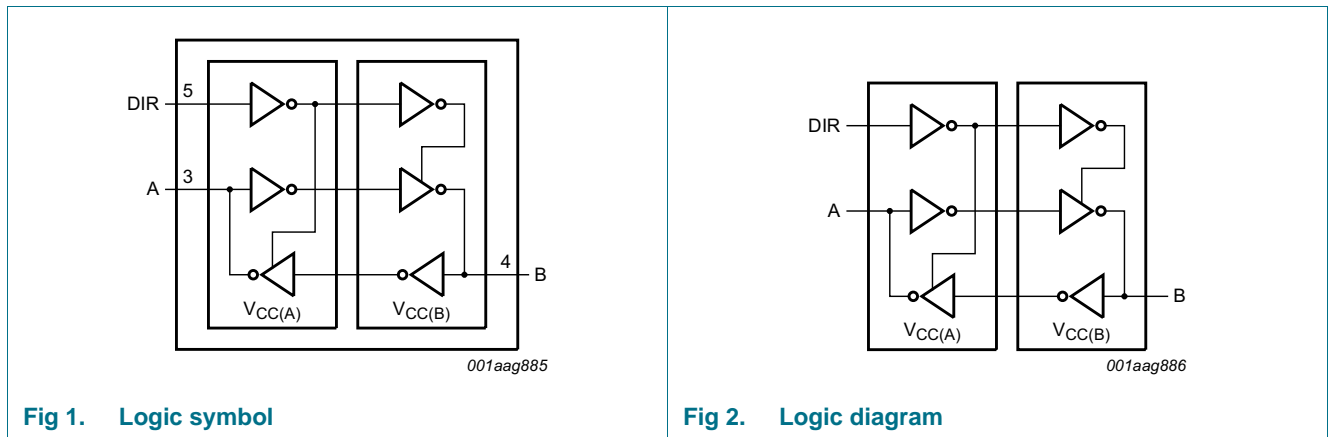 DIR 5
A 3
4 B
VCC(A) VCC(B)
001aag885
Fig 1. Logic symbol
DIR
A
B
VCC(A) VCC(B)
001aag886
Fig 2. Logic diagram